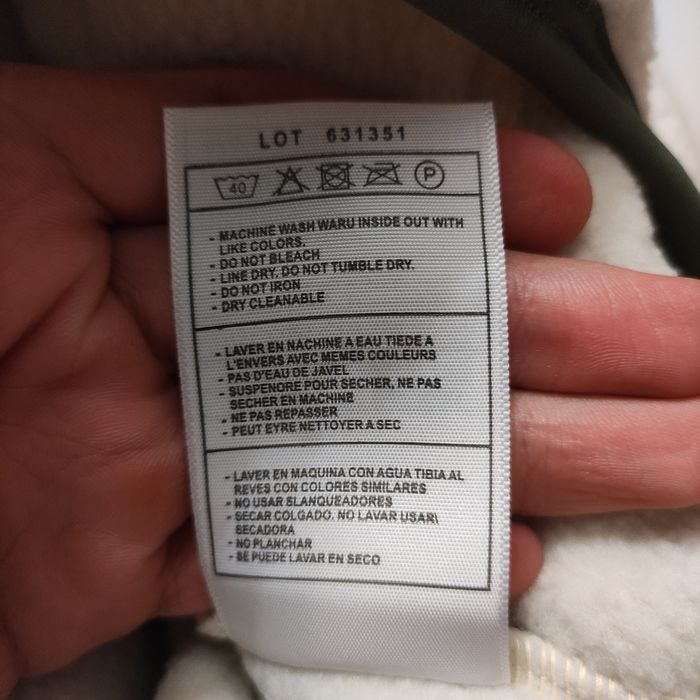 LOT 631351
40 P
- MACHINE WASH WARU INSIDE OUT WITH
LIKE COLORS.
- DO NOT BLEACH
- LINE DRY. DO NOT TUMBLE DRY.
- DO NOT IRON
- DRY CLEANABLE
- LAVER EN NACHINE A EAU TIEDE A
L'ENVERS AVEC MEMES COULEURS
- PAS D'EAU DE JAVEL
- SUSPENDRE POUR SECHER, NE PAS
SECHER EN MACHINE
- NE PAS REPASSER
- PEUT EYRE NETTOYER A SEC
- LAVER EN MAQUINA CON AGUA TIBIA AL
REVES CON COLORES SIMILARES
- NO USAR SLANQUEADORES
- SECAR COLGADO. NO LAVAR USAR\
SECADORA
- NO PLANCHAR
- SE PUEDE LAVAR EN SECO